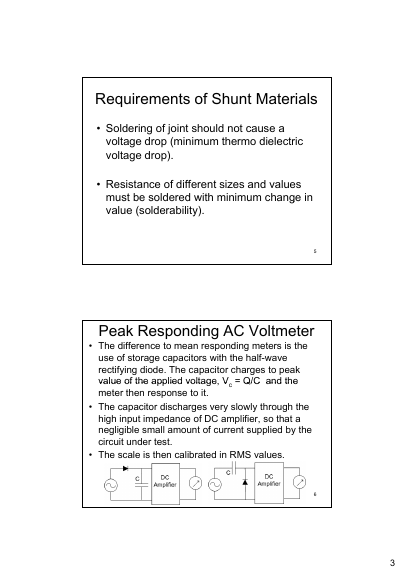 Requirements of Shunt Materials
• Soldering of joint should not cause a
voltage drop (minimum thermo dielectric
voltage drop).
• Resistance of different sizes and values
must be soldered with minimum change in
value (solderability).
5
Peak Responding AC Voltmeter
• The difference to mean responding meters is the
use of storage capacitors with the half-wave
rectifying diode. The capacitor charges to peak
value of the applied voltage, Vc = Q/C and the
meter then response to it.
• The capacitor discharges very slowly through the
high input impedance of DC amplifier, so that a
negligible small amount of current supplied by the
circuit under test.
• The scale is then calibrated in RMS values.
C
DC
Amplifier
C
DC
Amplifier
6
3